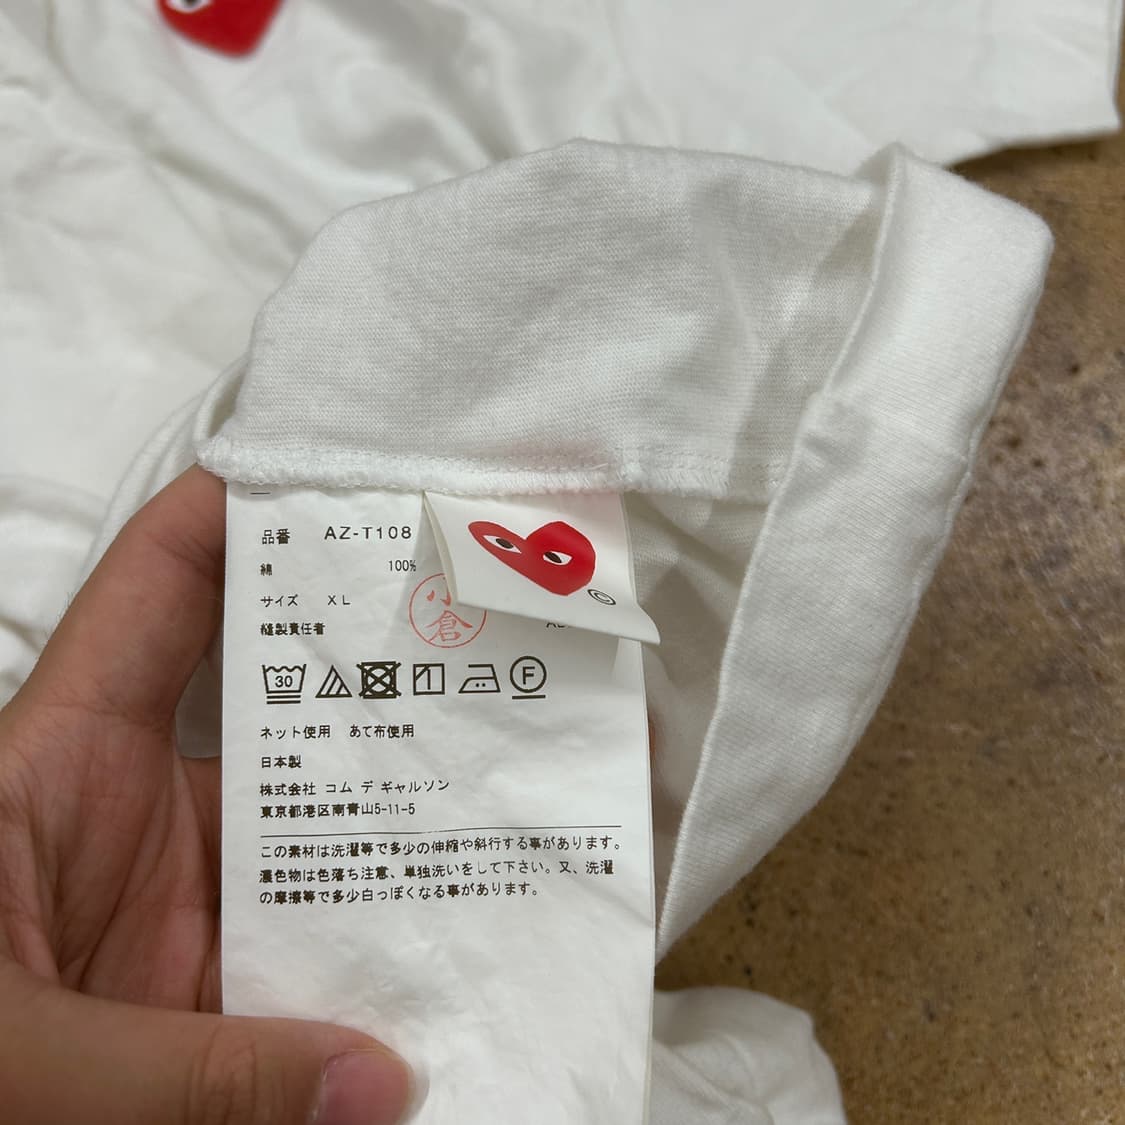 品番 AZ-T108
綿 100%
サイズ XL
縫製責任者
小倉
©
30
F
ネット使用 あて布使用
日本製
株式会社 コム デ ギャルソン
東京都港区南青山5-11-5
この素材は洗濯等で多少の伸縮や斜行する事があります。
濃色物は色落ち注意、単独洗いをして下さい。又、洗濯
の摩擦等で多少白っぽくなる事があります。